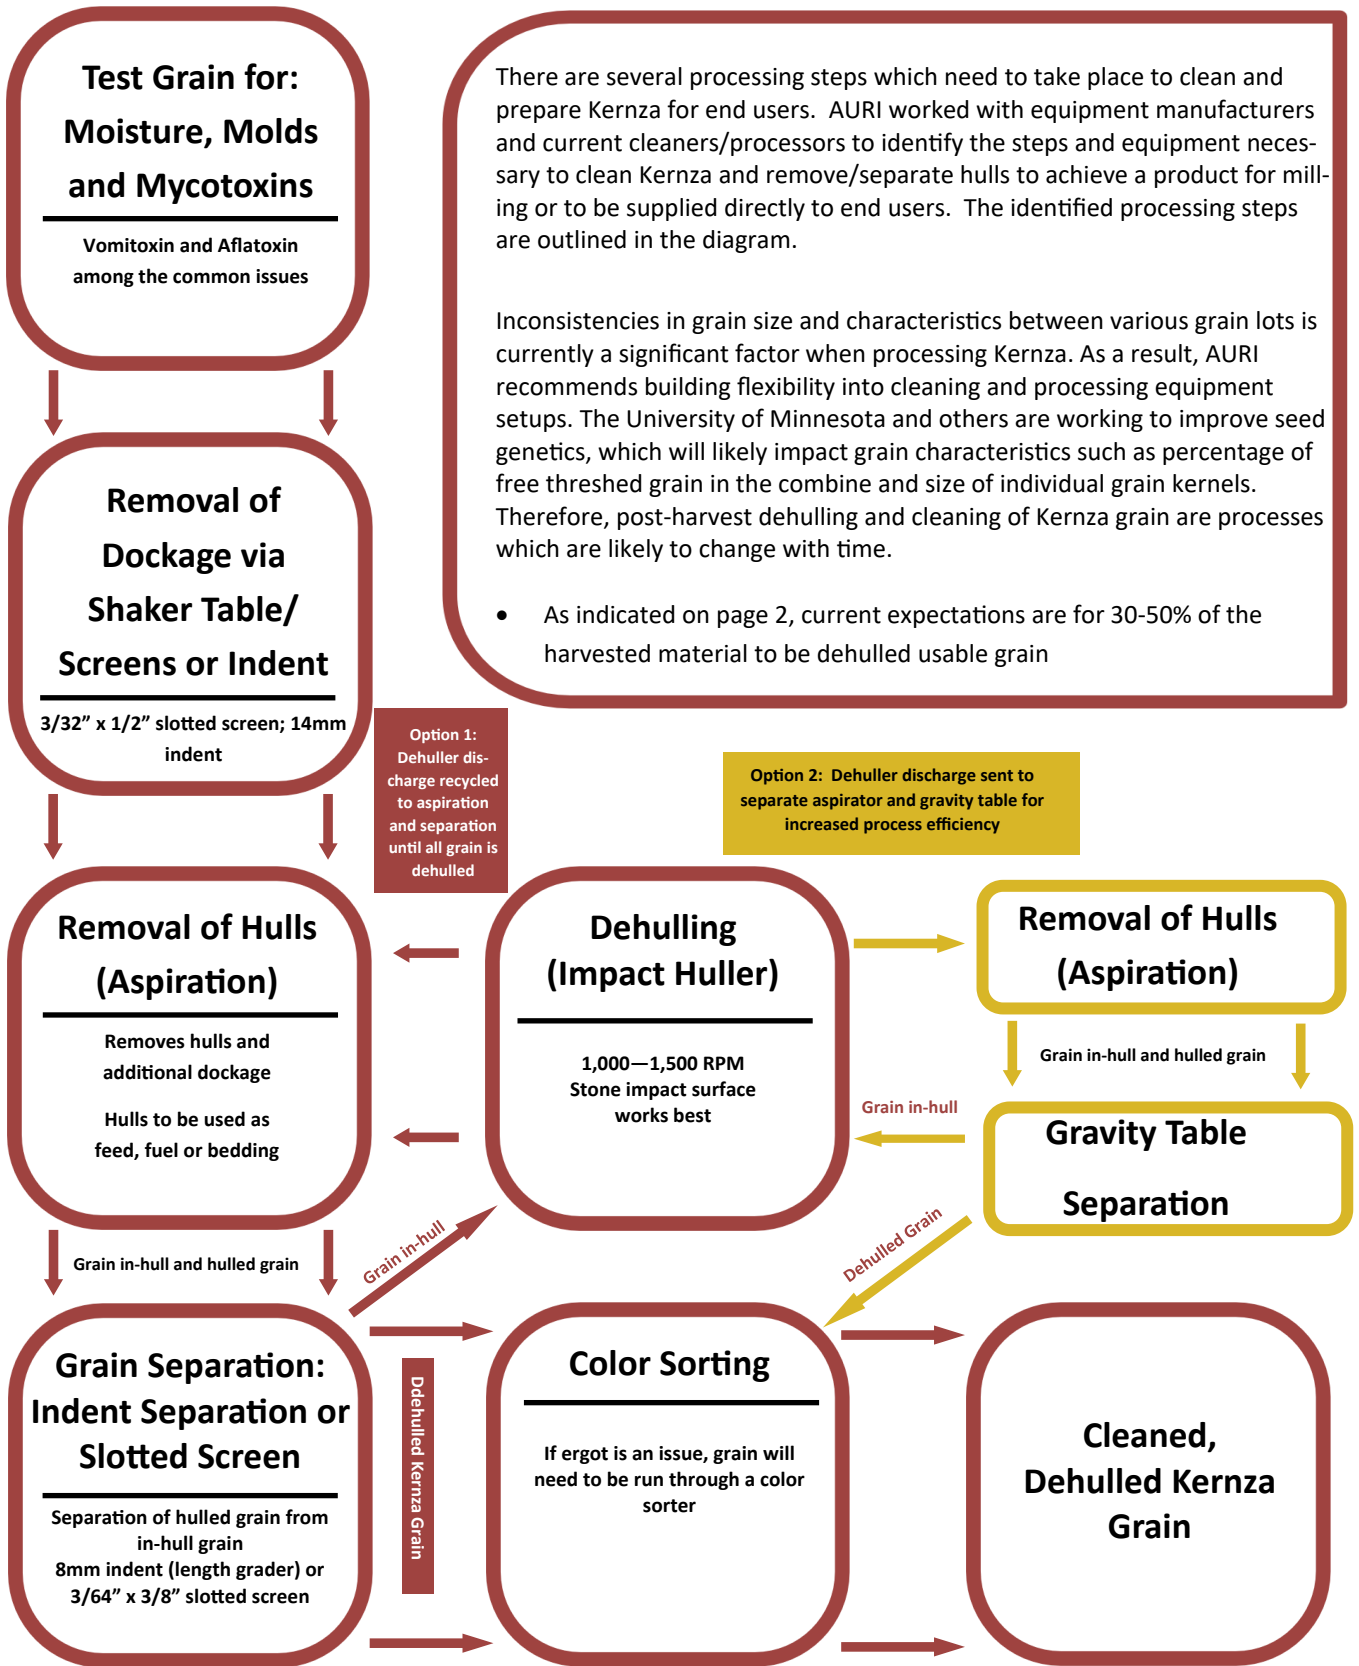 Test Grain for:
Moisture, Molds
and Mycotoxins
Vomitoxin and Aflatoxin
among the common issues
There are several processing steps which need to take place to clean and
prepare Kernza for end users.  AURI worked with equipment manufacturers
and current cleaners/processors to identify the steps and equipment neces-
sary to clean Kernza and remove/separate hulls to achieve a product for mill-
ing or to be supplied directly to end users.  The identified processing steps
are outlined in the diagram.
Inconsistencies in grain size and characteristics between various grain lots is
currently a significant factor when processing Kernza. As a result, AURI
recommends building flexibility into cleaning and processing equipment
setups. The University of Minnesota and others are working to improve seed
genetics, which will likely impact grain characteristics such as percentage of
free threshed grain in the combine and size of individual grain kernels.
Therefore, post-harvest dehulling and cleaning of Kernza grain are processes
which are likely to change with time.
• As indicated on page 2, current expectations are for 30-50% of the
harvested material to be dehulled usable grain
Removal of
Dockage via
Shaker Table/
Screens or Indent
3/32” x 1/2” slotted screen; 14mm
indent
Option 1:
Dehuller dis-
charge recycled
to aspiration
and separation
until all grain is
dehulled
Option 2:  Dehuller discharge sent to
separate aspirator and gravity table for
increased process efficiency
Removal of Hulls
(Aspiration)
Removes hulls and
additional dockage
Hulls to be used as
feed, fuel or bedding
Dehulling
(Impact Huller)
1,000—1,500 RPM
Stone impact surface
works best
Removal of Hulls
(Aspiration)
Grain in-hull and hulled grain
Grain in-hull
Gravity Table
Separation
Dehulled Grain
Grain in-hull and hulled grain
Grain in-hull
Grain Separation:
Indent Separation or
Slotted Screen
Separation of hulled grain from
in-hull grain
8mm indent (length grader) or
3/64” x 3/8” slotted screen
Ddehulled Kernza Grain
Color Sorting
If ergot is an issue, grain will
need to be run through a color
sorter
Cleaned,
Dehulled Kernza
Grain